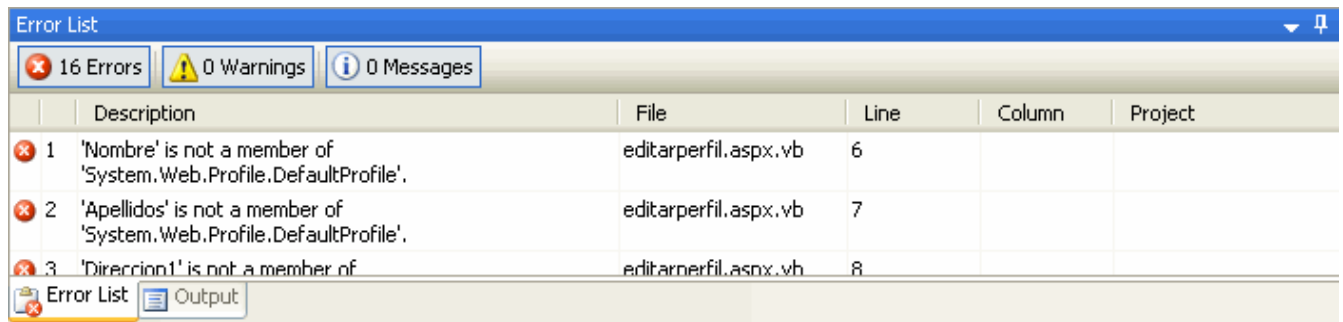 Error List
16 Errors 0 Warnings 0 Messages
Description File Line Column Project
1 'Nombre' is not a member of 'System.Web.Profile.DefaultProfile'. editarperfil.aspx.vb 6
2 'Apellidos' is not a member of 'System.Web.Profile.DefaultProfile'. editarperfil.aspx.vb 7
3 'Direccion1' is not a member of editarperfil.aspx.vb 8
Error List Output